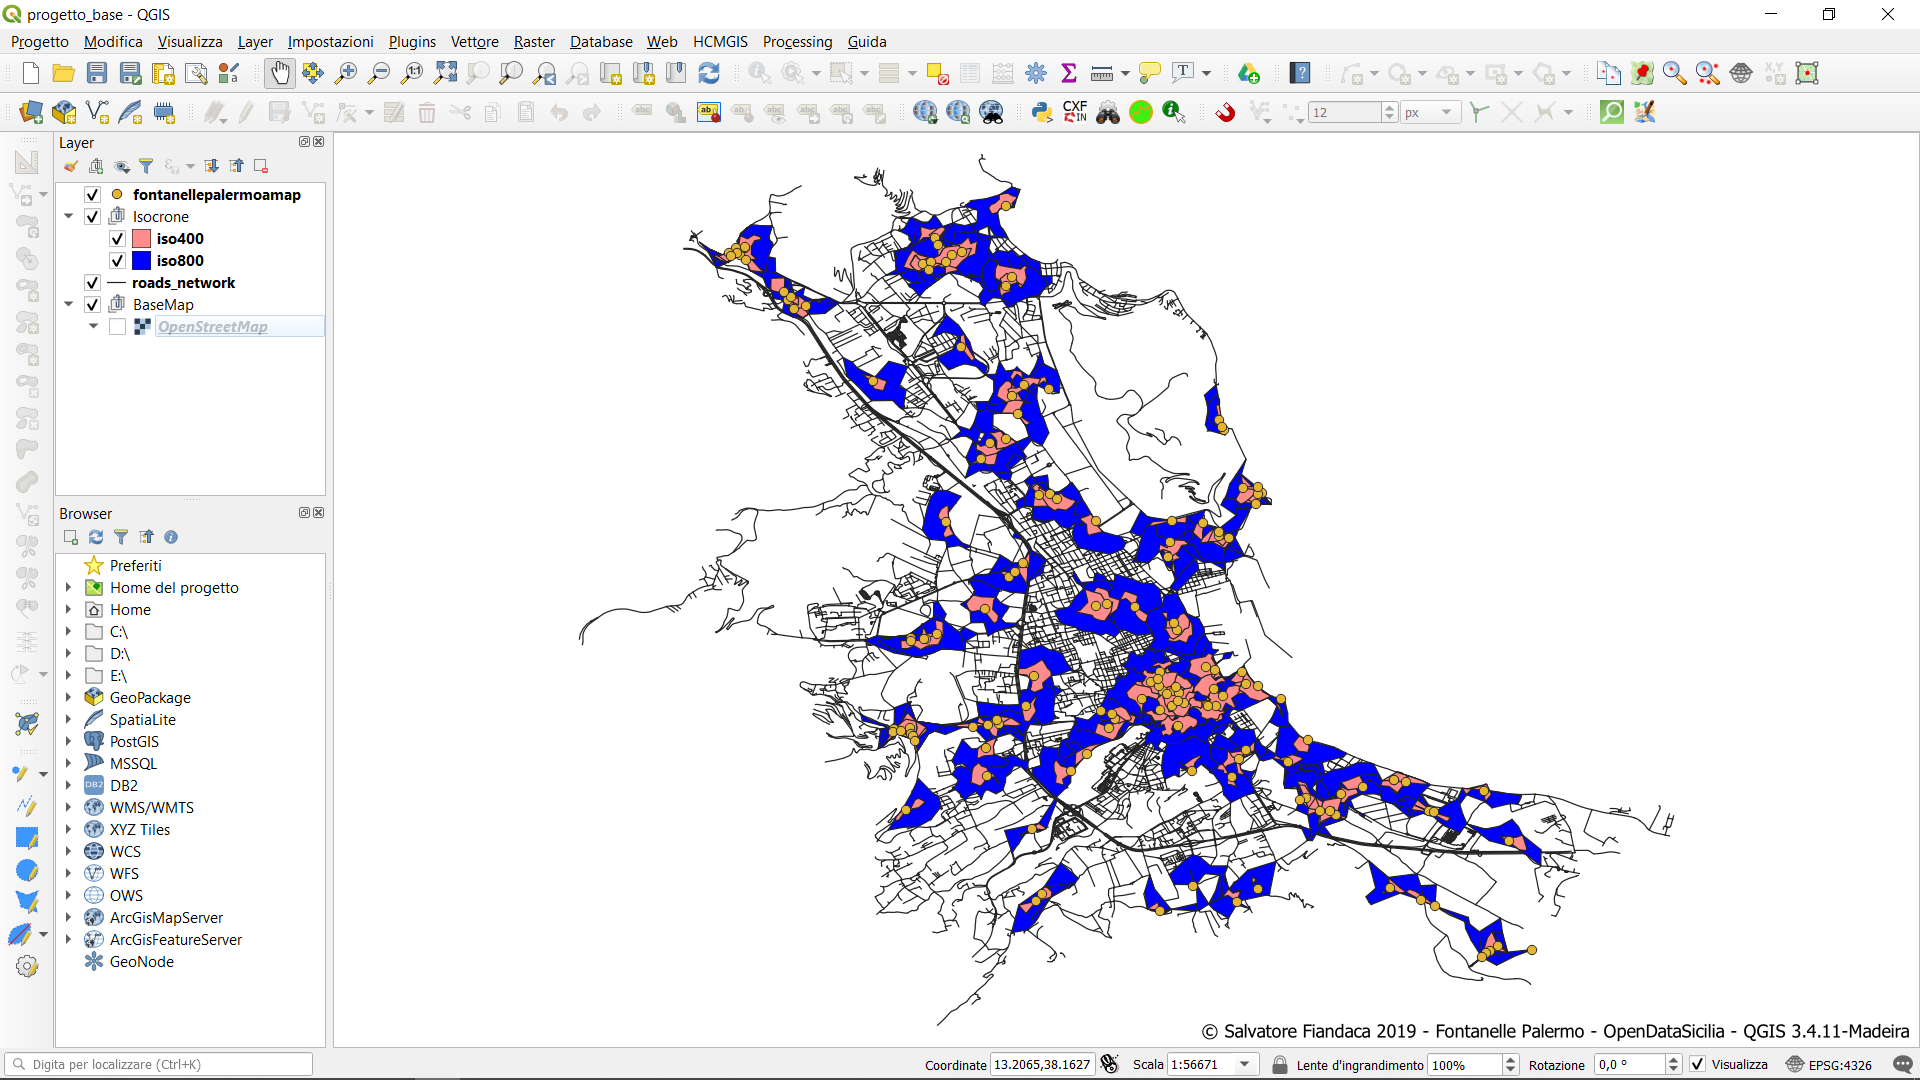 progetto_base - QGIS
Progetto Modifica Visualizza Layer Impostazioni Plugins Vettore Raster Database Web HCMGIS Processing Guida
12 px
Layer
fontanellepalermoamap
Isocrone
iso400
iso800
roads_network
BaseMap
OpenStreetMap
Browser
Preferiti
Home del progetto
Home
C:\
D:\
E:\
GeoPackage
SpatiaLite
PostGIS
MSSQL
DB2
WMS/WMTS
XYZ Tiles
WCS
WFS
OWS
ArcGisMapServer
ArcGisFeatureServer
GeoNode
© Salvatore Fiandaca 2019 - Fontanelle Palermo - OpenDataSicilia - QGIS 3.4.11-Madeira
Digita per localizzare (Ctrl+K) Coordinate 13.2065,38.1627 Scala 1:56671 Lente d'ingrandimento 100% Rotazione 0,0 ° Visualizza EPSG:4326